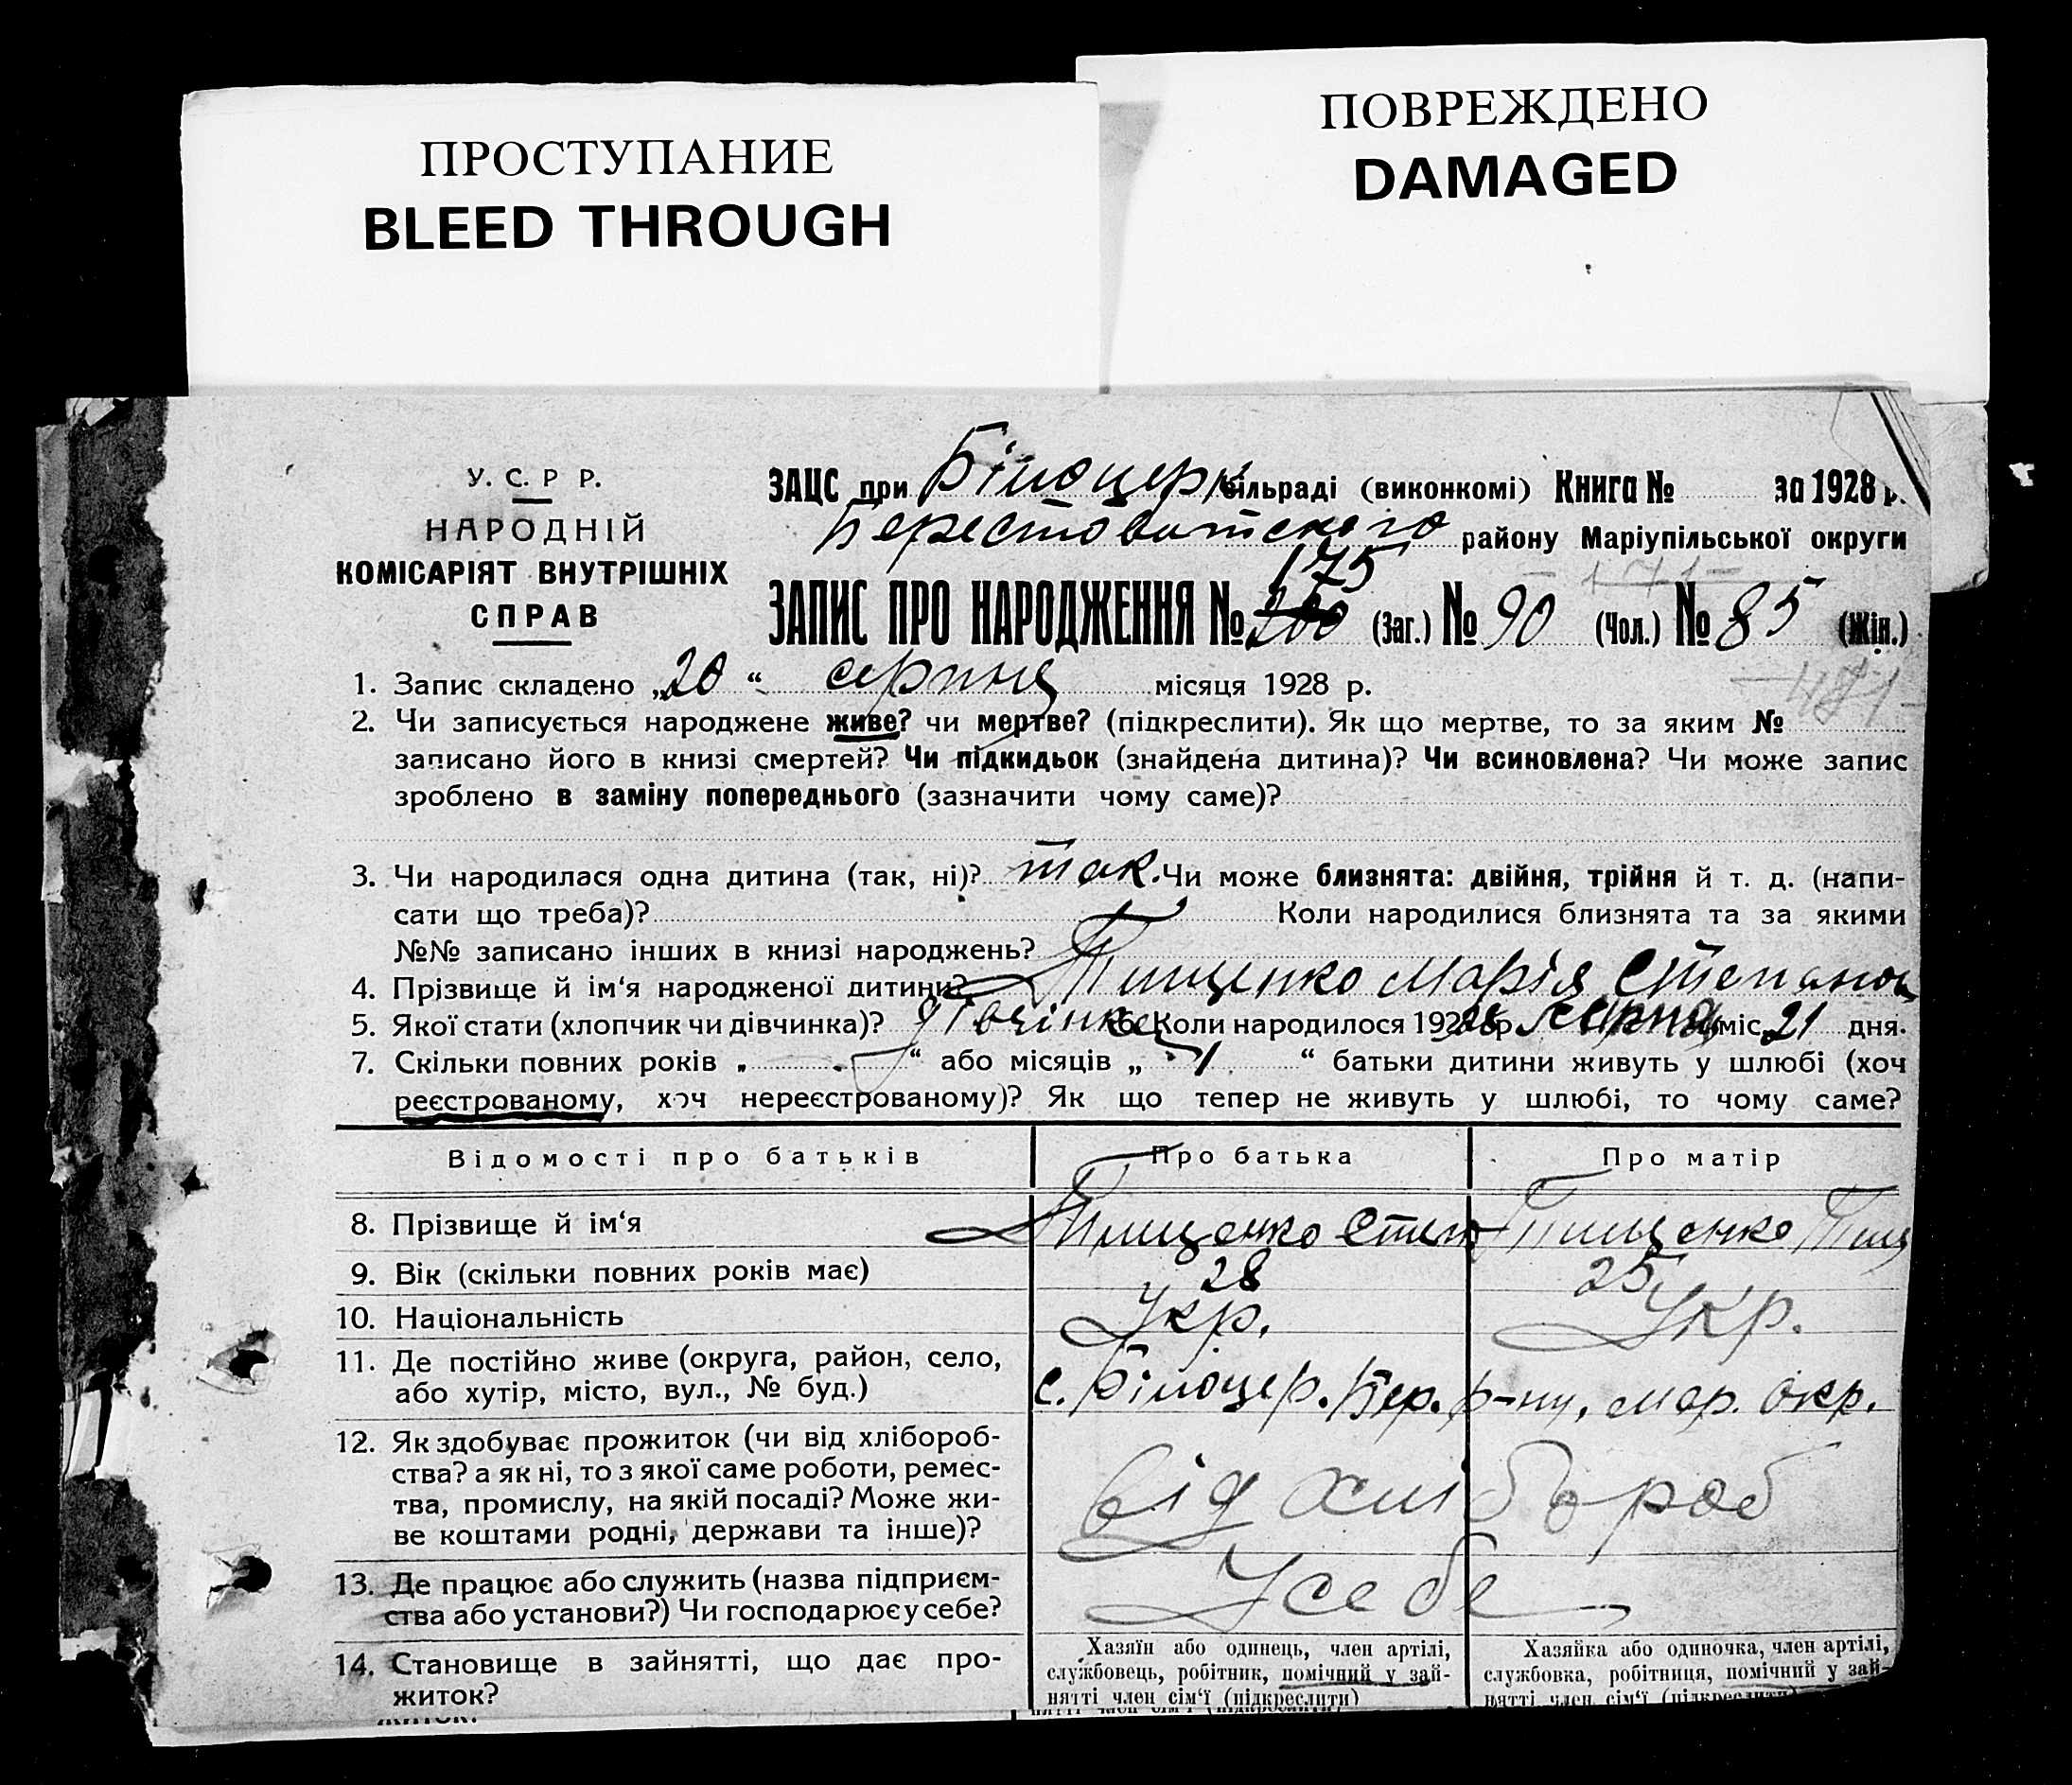 ПРОСТУПАНИЕ
BLEED THROUGH
ПОВРЕЖДЕНО
DAMAGED
У. С. Р Р.
НАРОДНІЙ
КОМІСАРІЯТ ВНУТРІШНІХ
СПРАВ
ЗАЦС при Білоцерк сільраді (виконкомі) Книга № за 1928 р.
Берестоватського району Маріупільської округи
175
ЗАПИС ПРО НАРОДЖЕННЯ № 200 (Заг.) № 90 (Чол.) № 85 (Жін.)
1. Запис складено „20“ серпня місяця 1928 р.
2. Чи записується народжене живе? чи мертве? (підкреслити). Як що мертве, то за яким №
записано його в книзі смертей? Чи підкидьок (знайдена дитина)? Чи всиновлена? Чи може запис
зроблено в заміну попереднього (зазначити чому саме)?
3. Чи народилася одна дитина (так, ні)? так. Чи може близнята: двійня, трійня й т. д. (напи-
сати що треба)? Коли народилися близнята та за якими
№№ записано інших в книзі народжень?
4. Прізвище й ім‘я народженої дитини? Тищенко Марія Степанов
5. Якої стати (хлопчик чи дівчинка)? дівчінка 6. Коли народилося 1928 р. серпня міс. 21 дня.
7. Скільки повних років „ - “ або місяців „ 1 “ батьки дитини живуть у шлюбі (хоч
реєстрованому, хоч нереєстрованому)? Як що тепер не живуть у шлюбі, то чому саме?
Відомості про батьків Про батька Про матір
8. Прізвище й ім‘я Тищенко Степ Тищенко
9. Вік (скільки повних років має) 28 25
10. Національність Укр. Укр.
11. Де постійно живе (округа, район, село,
або хутір, місто, вул., № буд.) с. Білоцер. Бер. р-ну, Мар. окр.
12. Як здобуває прожиток (чи від хлібороб-
ства? а як ні, то з якої саме роботи, ремес-
тва, промислу, на якій посаді? Може жи-
ве коштами родні, держави та інше)? від хлібороб
13. Де працює або служить (назва підприєм-
ства або установи?) Чи господарює у себе? У себе
14. Становище в зайнятті, що дає про-
житок?
Хазяїн або одинець, член артілі,
службовець, робітник, помічний у зай-
нятті член сім‘ї (підкреслити)
Хазяйка або одиночка, член артілі,
службовка, робітниця, помічний у зай-
нятті член сім‘ї (підкреслити)